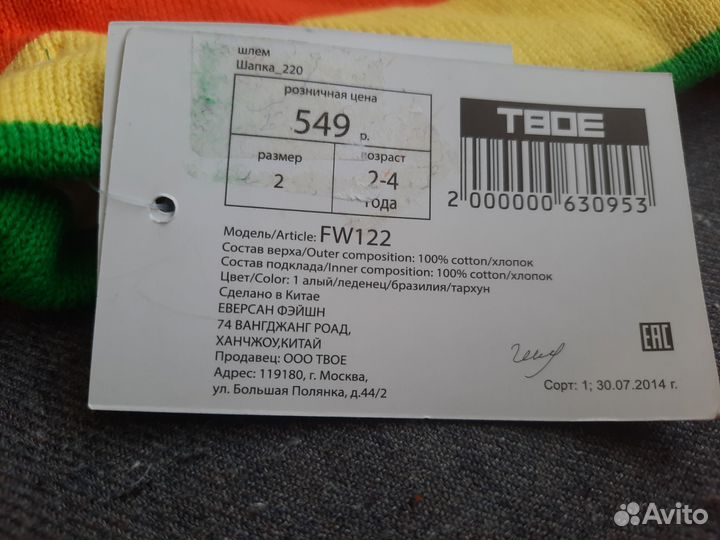 шлем
Шапка_220
розничная цена
549 р.
размер
возраст
2
2-4
года
ТВОЕ
2 000000 630953
Модель/Article: FW122
Состав верха/Outer composition: 100% cotton/хлопок
Состав подклада/Inner composition: 100% cotton/хлопок
Цвет/Color: 1 алый/леденец/бразилия/тархун
Сделано в Китае
ЕВЕРСАН ФЭЙШН
74 ВАНГДЖАНГ РОАД,
ХАНЧЖОУ,КИТАЙ
Продавец: ООО ТВОЕ
Адрес: 119180, г. Москва,
ул. Большая Полянка, д.44/2
EAC
Сорт: 1; 30.07.2014 г.
Avito